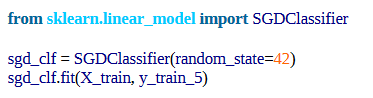 from sklearn.linear_model import SGDClassifier
sgd_clf = SGDClassifier(random_state=42)
sgd_clf.fit(X_train, y_train_5)